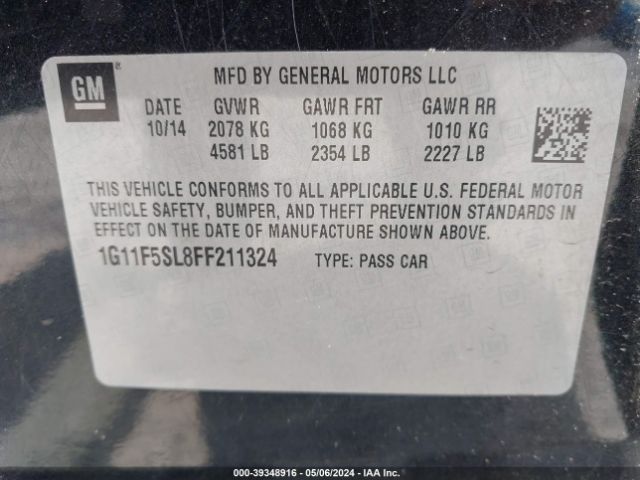 GM ®
MFD BY GENERAL MOTORS LLC
DATE GVWR GAWR FRT GAWR RR
10/14 2078 KG 1068 KG 1010 KG
4581 LB 2354 LB 2227 LB
THIS VEHICLE CONFORMS TO ALL APPLICABLE U.S. FEDERAL MOTOR
VEHICLE SAFETY, BUMPER, AND THEFT PREVENTION STANDARDS IN
EFFECT ON THE DATE OF MANUFACTURE SHOWN ABOVE.
1G11F5SL8FF211324 TYPE: PASS CAR
000-39348916 - 05/06/2024 - IAA Inc.